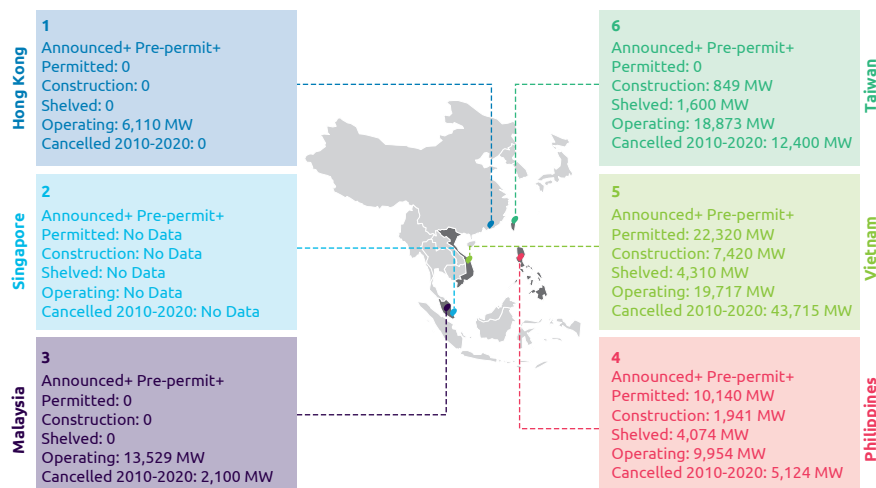 Hong Kong
1
Announced+ Pre-permit+
Permitted: 0
Construction: 0
Shelved: 0
Operating: 6,110 MW
Cancelled 2010-2020: 0
Singapore
2
Announced+ Pre-permit+
Permitted: No Data
Construction: No Data
Shelved: No Data
Operating: No Data
Cancelled 2010-2020: No Data
Malaysia
3
Announced+ Pre-permit+
Permitted: 0
Construction: 0
Shelved: 0
Operating: 13,529 MW
Cancelled 2010-2020: 2,100 MW
6
Announced+ Pre-permit+
Permitted: 0
Construction: 849 MW
Shelved: 1,600 MW
Operating: 18,873 MW
Cancelled 2010-2020: 12,400 MW
Taiwan
5
Announced+ Pre-permit+
Permitted: 22,320 MW
Construction: 7,420 MW
Shelved: 4,310 MW
Operating: 19,717 MW
Cancelled 2010-2020: 43,715 MW
Vietnam
4
Announced+ Pre-permit+
Permitted: 10,140 MW
Construction: 1,941 MW
Shelved: 4,074 MW
Operating: 9,954 MW
Cancelled 2010-2020: 5,124 MW
Philippines